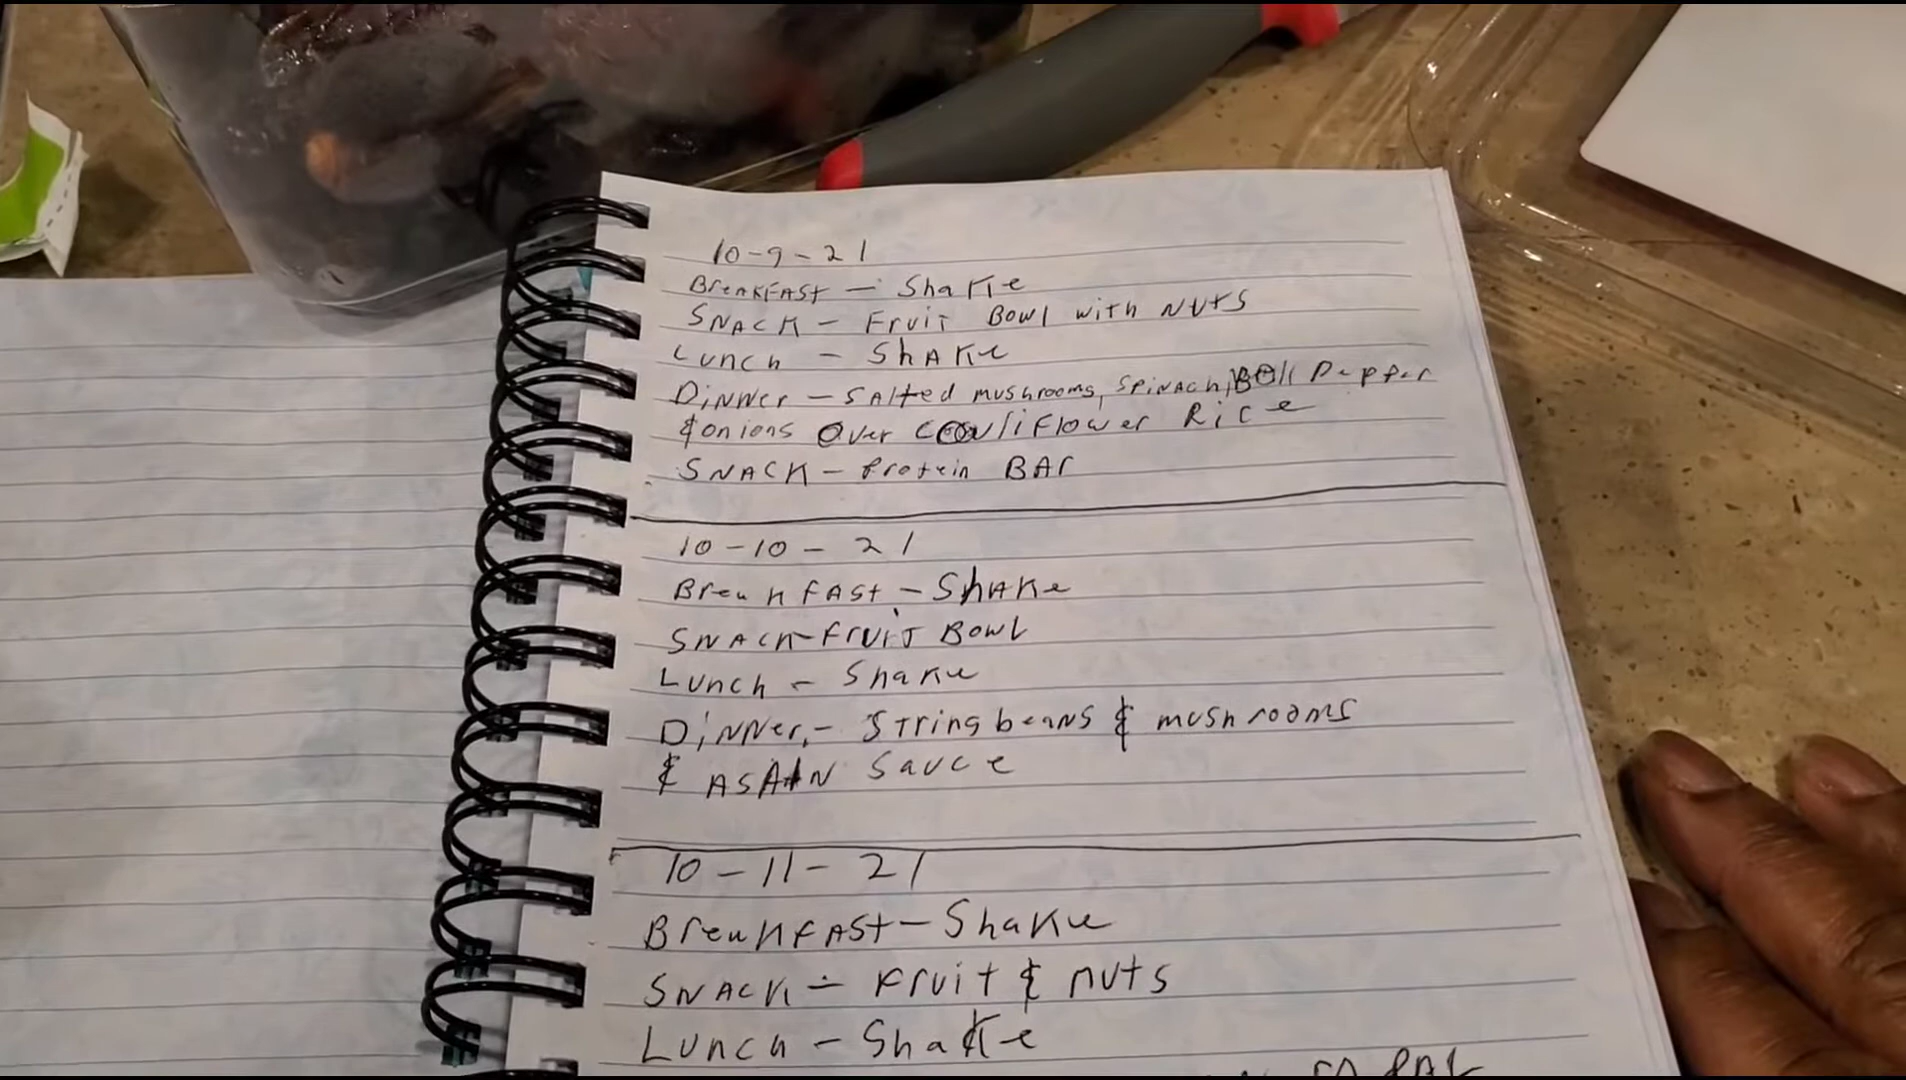 10-9-21
BreakFAST - ShaKe
SNACK - Fruit Bowl with NUTS
Lunch - ShAKe
DiNNer - SAlted mushrooms, SpiNACh, BEll Pepper
& onions Over COuliFlower Rice
SNACK - Protein BAr
10-10-21
BreakFAST - ShAKe
SNACK - FruiT BowL
Lunch - Shake
DiNNer - STring beaNS & mushrooms
& ASAIN Sauce
10-11-21
BreakFAST - Shake
SNACK - Fruit & nuts
Lunch - ShaKe